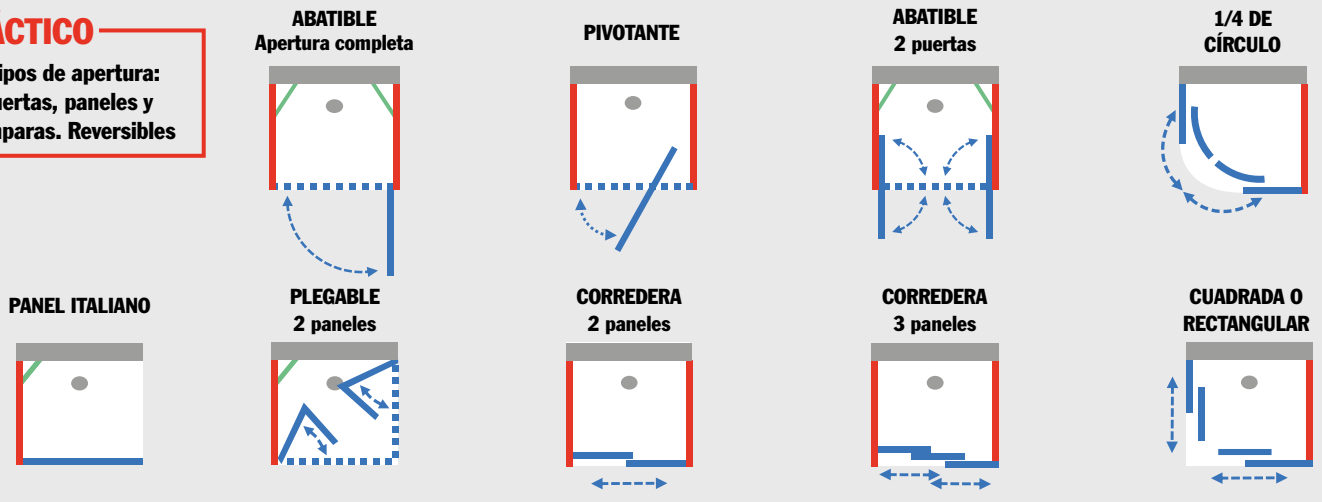 ÁCTICO
ipos de apertura:
uertas, paneles y
mparas. Reversibles
ABATIBLE
Apertura completa
PIVOTANTE
ABATIBLE
2 puertas
1/4 DE
CÍRCULO
PANEL ITALIANO
PLEGABLE
2 paneles
CORREDERA
2 paneles
CORREDERA
3 paneles
CUADRADA O
RECTANGULAR